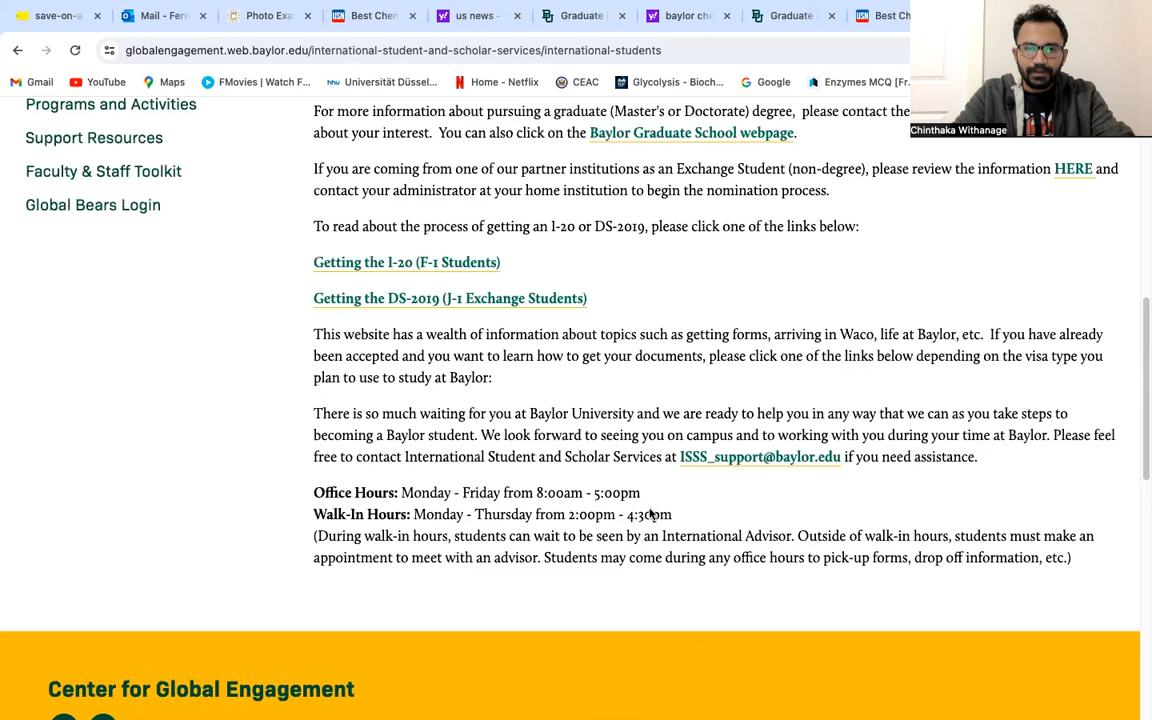 save-on-a
Mail - Ferr
Photo Exa
Best Cher
us news -
Graduate
baylor che
Graduate
Best Ch
globalengagement.web.baylor.edu/international-student-and-scholar-services/international-students
Gmail
YouTube
Maps
FMovies | Watch F...
Universität Düssel...
Home - Netflix
CEAC
Glycolysis - Bioch...
Google
Enzymes MCQ [Fr...
Chinthaka Withanage
Programs and Activities
Support Resources
Faculty & Staff Toolkit
Global Bears Login
For more information about pursuing a graduate (Master's or Doctorate) degree, please contact the
about your interest. You can also click on the Baylor Graduate School webpage.
If you are coming from one of our partner institutions as an Exchange Student (non-degree), please review the information HERE and
contact your administrator at your home institution to begin the nomination process.
To read about the process of getting an I-20 or DS-2019, please click one of the links below:
Getting the I-20 (F-1 Students)
Getting the DS-2019 (J-1 Exchange Students)
This website has a wealth of information about topics such as getting forms, arriving in Waco, life at Baylor, etc. If you have already
been accepted and you want to learn how to get your documents, please click one of the links below depending on the visa type you
plan to use to study at Baylor:
There is so much waiting for you at Baylor University and we are ready to help you in any way that we can as you take steps to
becoming a Baylor student. We look forward to seeing you on campus and to working with you during your time at Baylor. Please feel
free to contact International Student and Scholar Services at ISSS_support@baylor.edu if you need assistance.
Office Hours: Monday - Friday from 8:00am - 5:00pm
Walk-In Hours: Monday - Thursday from 2:00pm - 4:30pm
(During walk-in hours, students can wait to be seen by an International Advisor. Outside of walk-in hours, students must make an
appointment to meet with an advisor. Students may come during any office hours to pick-up forms, drop off information, etc.)
Center for Global Engagement